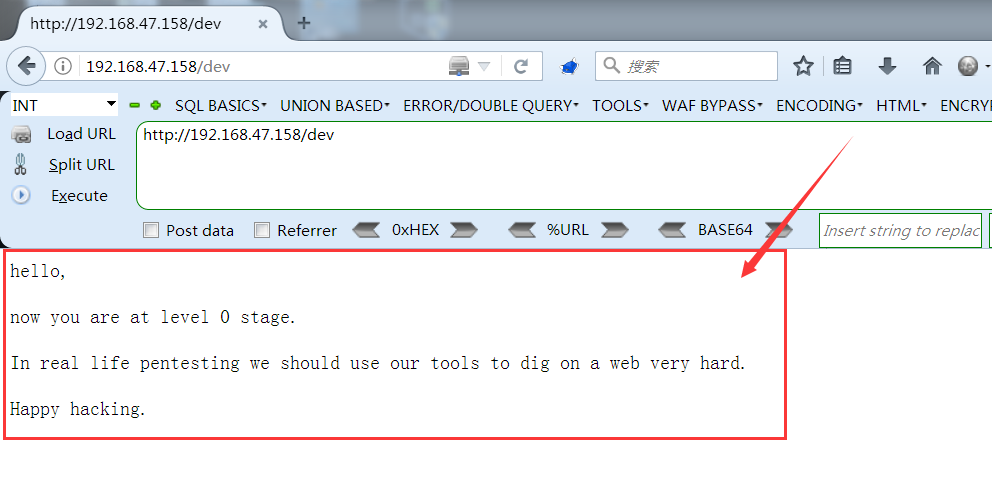 http://192.168.47.158/dev
192.168.47.158/dev
搜索
INT
SQL BASICS
UNION BASED
ERROR/DOUBLE QUERY
TOOLS
WAF BYPASS
ENCODING
HTML
ENCRY
Load URL
http://192.168.47.158/dev
Split URL
Execute
Post data
Referrer
0xHEX
%URL
BASE64
Insert string to replac
hello,
now you are at level 0 stage.
In real life pentesting we should use our tools to dig on a web very hard.
Happy hacking.